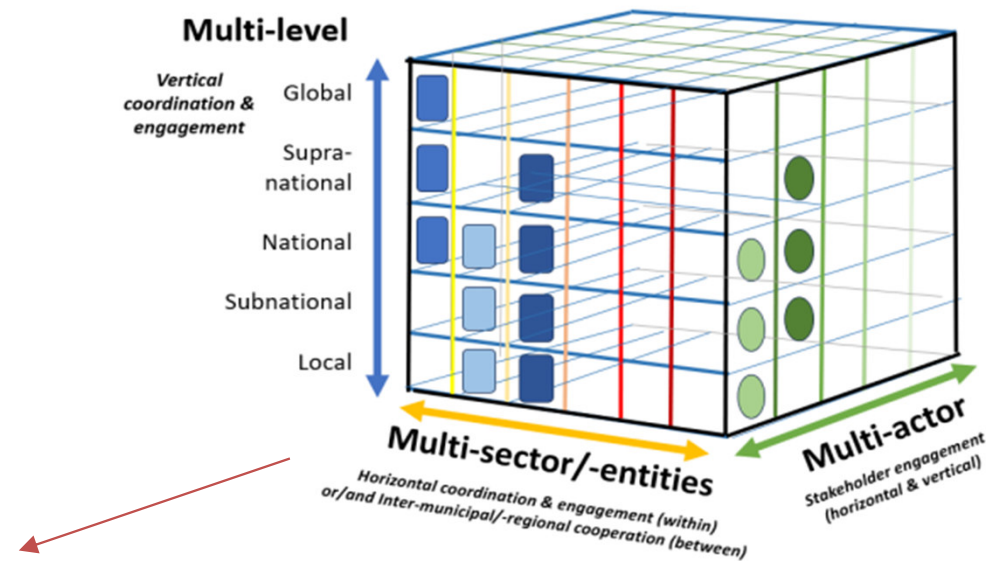 Multi-level
Vertical
coordination &
engagement
Global
Supra-
national
National
Subnational
Local
Multi-sector/-entities
Horizontal coordination & engagement (within)
or/and Inter-municipal/-regional cooperation (between)
Multi-actor
Stakeholder engagement
(horizontal & vertical)